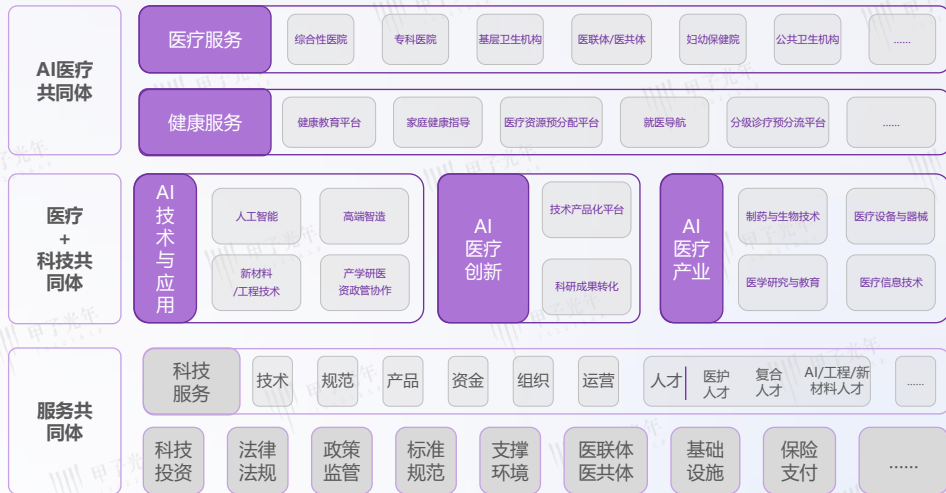 AI医疗
共同体
医疗服务
综合性医院
专科医院
基层卫生机构
医联体/医共体
妇幼保健院
公共卫生机构
......
健康服务
健康教育平台
家庭健康指导
医疗资源预分配平台
就医导航
分级诊疗预分流平台
......
医疗
+
科技共
同体
AI
技
术
与
应
用
人工智能
高端智造
新材料
/工程技术
产学研医
资政管协作
AI
医疗
创新
技术产品化平台
科研成果转化
AI
医疗
产业
制药与生物技术
医疗设备与器械
医学研究与教育
医疗信息技术
服务共
同体
科技
服务
技术
规范
产品
资金
组织
运营
人才
医护
人才
复合
人才
AI/工程/新
材料人才
......
科技
投资
法律
法规
政策
监管
标准
规范
支撑
环境
医联体
医共体
基础
设施
保险
支付
......
甲子光年